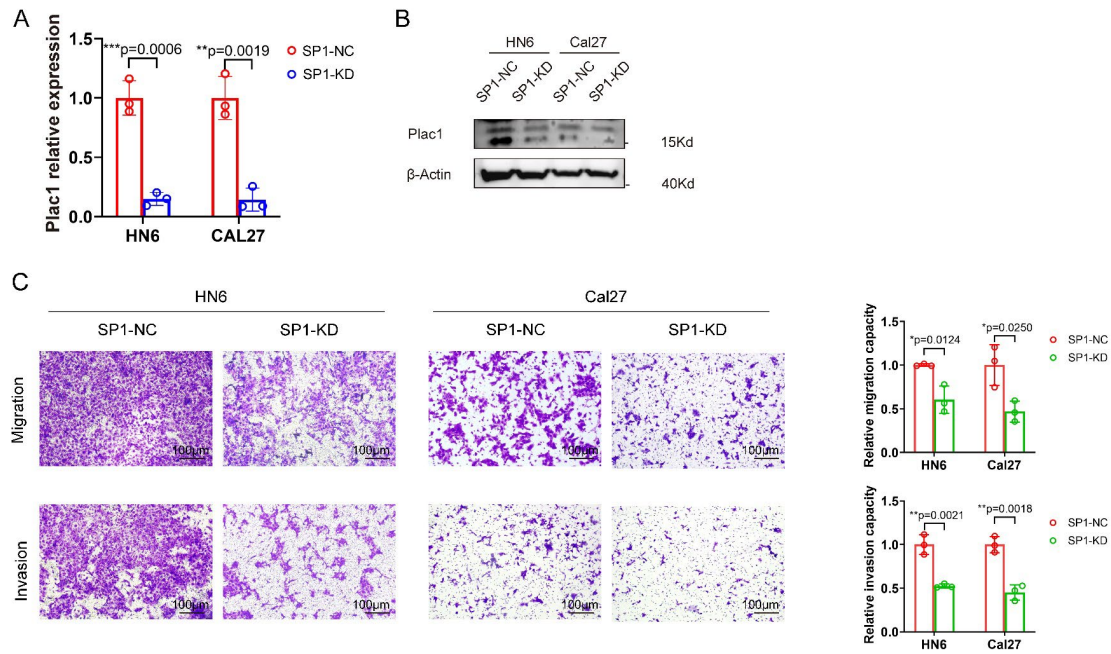 A
Plac1 relative expression
1.5
1.0
0.5
0.0
***p=0.0006
**p=0.0019
HN6
CAL27
SP1-NC
SP1-KD
B
HN6
Cal27
SP1-NC
SP1-KD
SP1-NC
SP1-KD
Plac1
15Kd
β-Actin
40Kd
C
HN6
Cal27
SP1-NC
SP1-KD
SP1-NC
SP1-KD
Migration
100μm
100μm
100μm
100μm
Invasion
100μm
100μm
100μm
100μm
Relative migration capacity
1.5
1.0
0.5
0.0
*p=0.0124
*p=0.0250
HN6
Cal27
SP1-NC
SP1-KD
Relative invasion capacity
1.5
1.0
0.5
0.0
**p=0.0021
**p=0.0018
HN6
Cal27
SP1-NC
SP1-KD